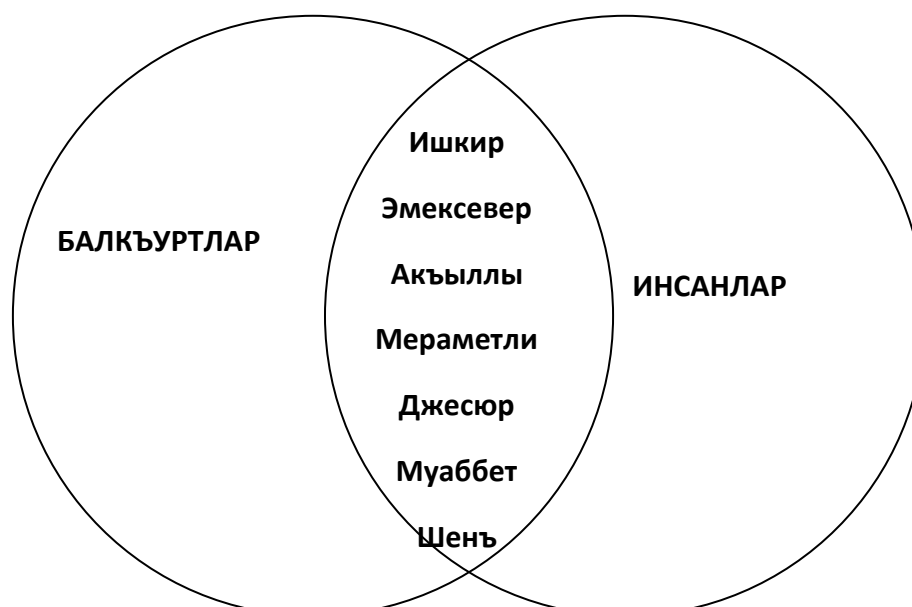 Ишкир
Эмексевер
БАЛКЪУРТЛАР
Акъыллы
ИНСАНЛАР
Мераметли
Джесюр
Муаббет
Шенъ